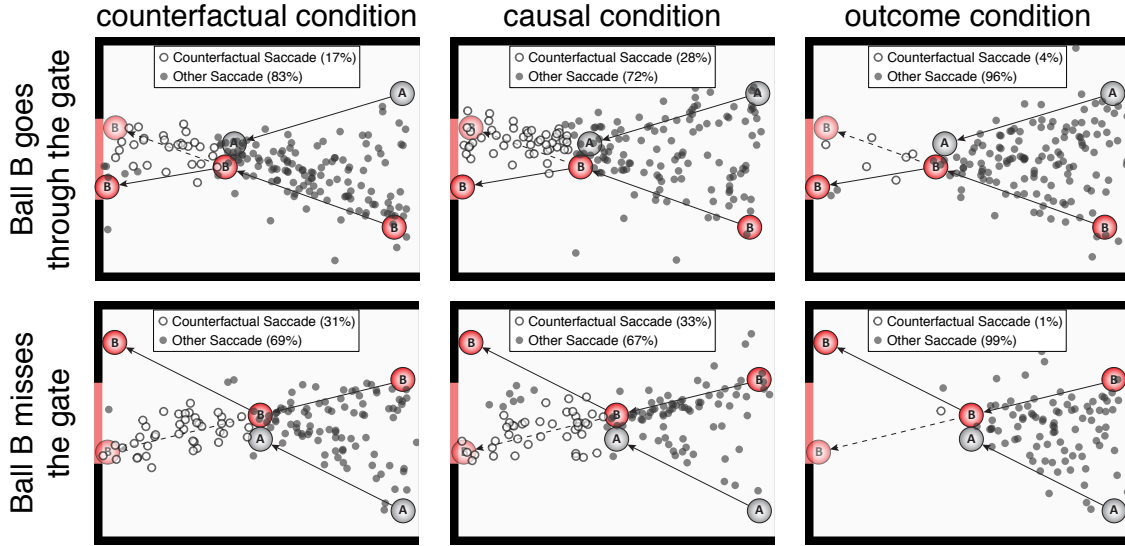 counterfactual condition
causal condition
outcome condition
Ball B goes
through the gate
Counterfactual Saccade (17%)
Other Saccade (83%)
A
B
A
B
B
B
Counterfactual Saccade (28%)
Other Saccade (72%)
A
B
A
B
B
B
Counterfactual Saccade (4%)
Other Saccade (96%)
A
B
A
B
B
B
Ball B misses
the gate
Counterfactual Saccade (31%)
Other Saccade (69%)
B
B
B
A
B
A
Counterfactual Saccade (33%)
Other Saccade (67%)
B
B
B
A
B
A
Counterfactual Saccade (1%)
Other Saccade (99%)
B
B
B
A
B
A